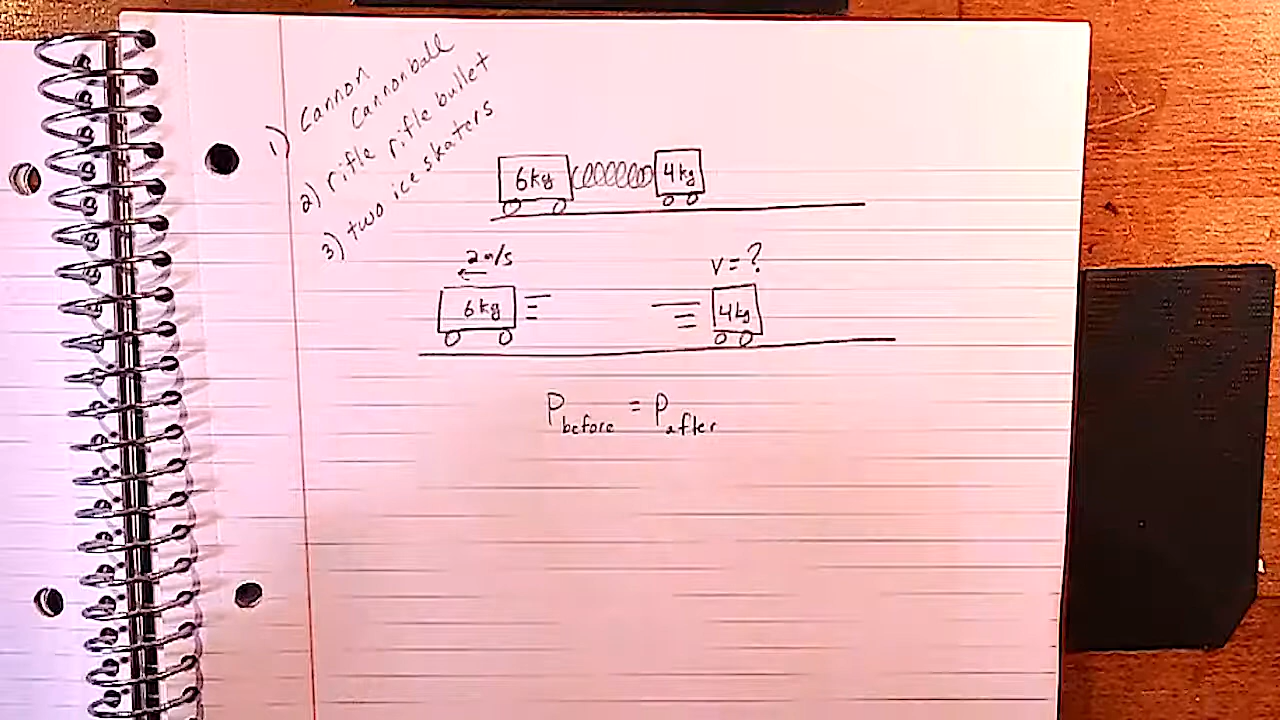 1) Cannon
Cannonball
2) rifle rifle bullet
3) two ice skaters
6kg 4kg
2 m/s v=?
6kg 4kg
P before = P after